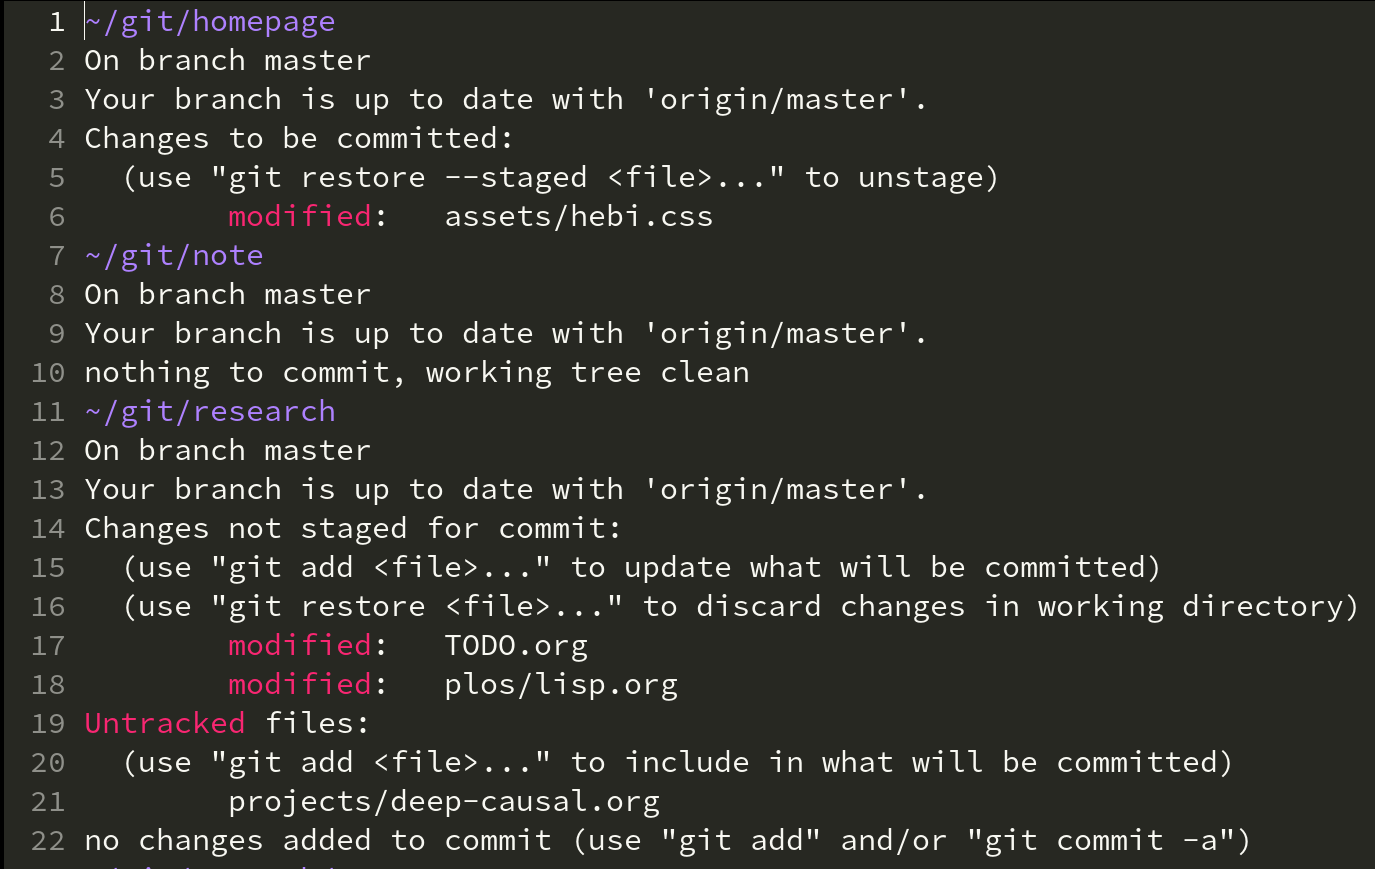 1 ~/git/homepage
2 On branch master
3 Your branch is up to date with 'origin/master'.
4 Changes to be committed:
5   (use "git restore --staged <file>..." to unstage)
6         modified:   assets/hebi.css
7 ~/git/note
8 On branch master
9 Your branch is up to date with 'origin/master'.
10 nothing to commit, working tree clean
11 ~/git/research
12 On branch master
13 Your branch is up to date with 'origin/master'.
14 Changes not staged for commit:
15   (use "git add <file>..." to update what will be committed)
16   (use "git restore <file>..." to discard changes in working directory)
17         modified:   TODO.org
18         modified:   plos/lisp.org
19 Untracked files:
20   (use "git add <file>..." to include in what will be committed)
21         projects/deep-causal.org
22 no changes added to commit (use "git add" and/or "git commit -a")